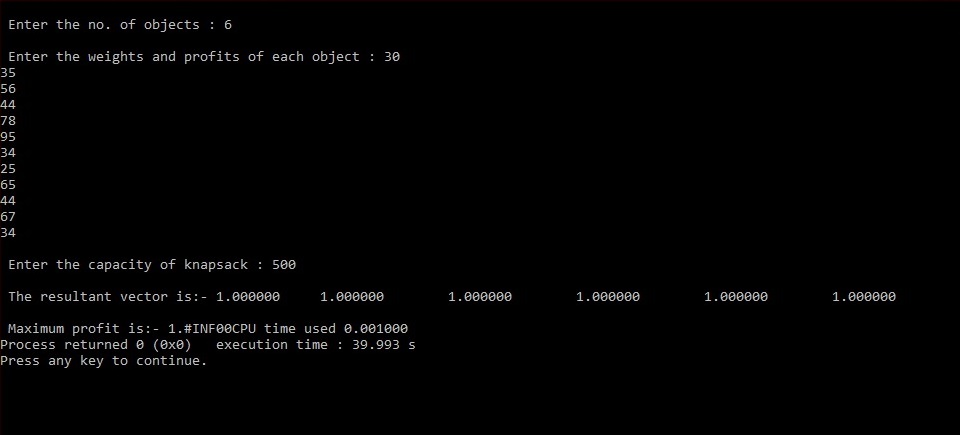 Enter the no. of objects : 6
Enter the weights and profits of each object : 30
35
56
44
78
95
34
25
65
44
67
34
Enter the capacity of knapsack : 500
The resultant vector is:- 1.000000 1.000000 1.000000 1.000000 1.000000 1.000000
Maximum profit is:- 1.#INF00CPU time used 0.001000
Process returned 0 (0x0) execution time : 39.993 s
Press any key to continue.